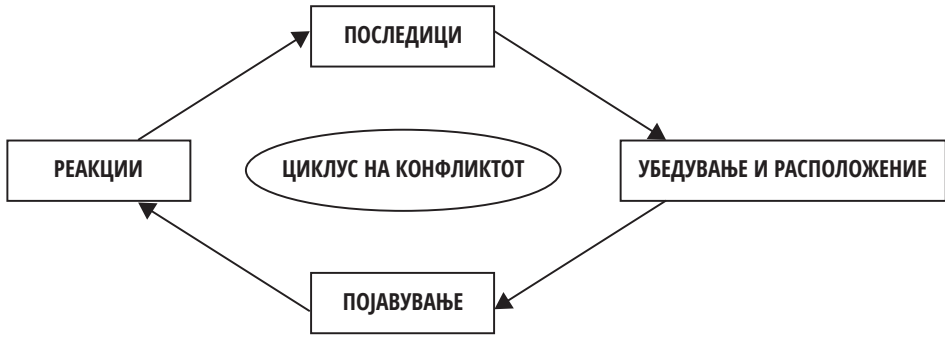 ПОСЛЕДИЦИ
РЕАКЦИИ
ЦИКЛУС НА КОНФЛИКТОТ
УБЕДУВАЊЕ И РАСПОЛОЖЕНИЕ
ПОЈАВУВАЊЕ